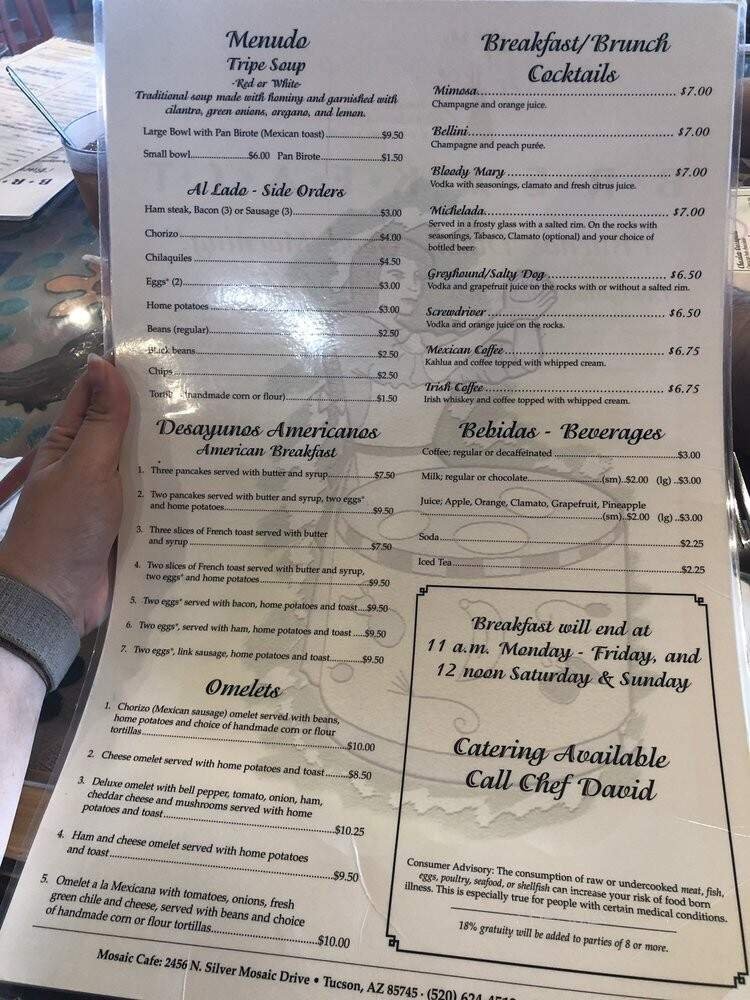 Menudo
Tripe Soup
-Red or White-
Traditional soup made with hominy and garnished with
cilantro, green onions, oregano, and lemon.
Large Bowl with Pan Birote (Mexican toast)..........$9.50
Small bowl..........$6.00 Pan Birote..........$1.50
Al Lado - Side Orders
Ham steak, Bacon (3) or Sausage (3)..........$3.00
Chorizo..........$4.00
Chilaquiles..........$4.50
Eggs* (2)..........$3.00
Home potatoes..........$3.00
Beans (regular)..........$2.50
Black beans..........$2.50
Chips..........$2.50
(handmade corn or flour)..........$1.50
Desayunos Americanos
American Breakfast
1. Three pancakes served with butter and syrup..........$7.50
2. Two pancakes served with butter and syrup, two eggs*
and home potatoes..........$9.50
3. Three slices of French toast served with butter
and syrup..........$7.50
4. Two slices of French toast served with butter and syrup,
two eggs* and home potatoes..........$9.50
5. Two eggs* served with bacon, home potatoes and toast....$9.50
6. Two eggs*, served with ham, home potatoes and toast .....$9.50
7. Two eggs*, link sausage, home potatoes and toast..........$9.50
Omelets
1. Chorizo (Mexican sausage) omelet served with beans,
home potatoes and choice of handmade corn or flour
tortillas..........$10.00
2. Cheese omelet served with home potatoes and toast........$8.50
3. Deluxe omelet with bell pepper, tomato, onion, ham,
cheddar cheese and mushrooms served with home
potatoes and toast..........$10.25
4. Ham and cheese omelet served with home potatoes
and toast..........$9.50
5. Omelet a la Mexicana with tomatoes, onions, fresh
green chile and cheese, served with beans and choice
of handmade corn or flour tortillas..........$10.00
Breakfast/Brunch
Cocktails
Mimosa..........$7.00
Champagne and orange juice.
Bellini..........$7.00
Champagne and peach purée.
Bloody Mary..........$7.00
Vodka with seasonings, clamato and fresh citrus juice.
Michelada..........$7.00
Served in a frosty glass with a salted rim. On the rocks with
seasonings, Tabasco, Clamato (optional) and your choice of
bottled beer.
Greyhound/Salty Dog..........$6.50
Vodka and grapefruit juice on the rocks with or without a salted rim.
Screwdriver..........$6.50
Vodka and orange juice on the rocks.
Mexican Coffee..........$6.75
Kahlua and coffee topped with whipped cream.
Irish Coffee..........$6.75
Irish whiskey and coffee topped with whipped cream.
Bebidas - Beverages
Coffee; regular or decaffeinated..........$3.00
Milk; regular or chocolate..........(sm)..$2.00 (lg) ..$3.00
Juice; Apple, Orange, Clamato, Grapefruit, Pineapple
..........(sm)..$2.00 (lg) ..$3.00
Soda..........$2.25
Iced Tea..........$2.25
Breakfast will end at
11 a.m. Monday - Friday, and
12 noon Saturday & Sunday
Catering Available
Call Chef David
Consumer Advisory: The consumption of raw or undercooked meat, fish,
eggs, poultry, seafood, or shellfish can increase your risk of food born
illness. This is especially true for people with certain medical conditions.
18% gratuity will be added to parties of 8 or more.
Mosaic Cafe: 2456 N. Silver Mosaic Drive • Tucson, AZ 85745 · (520) 624-